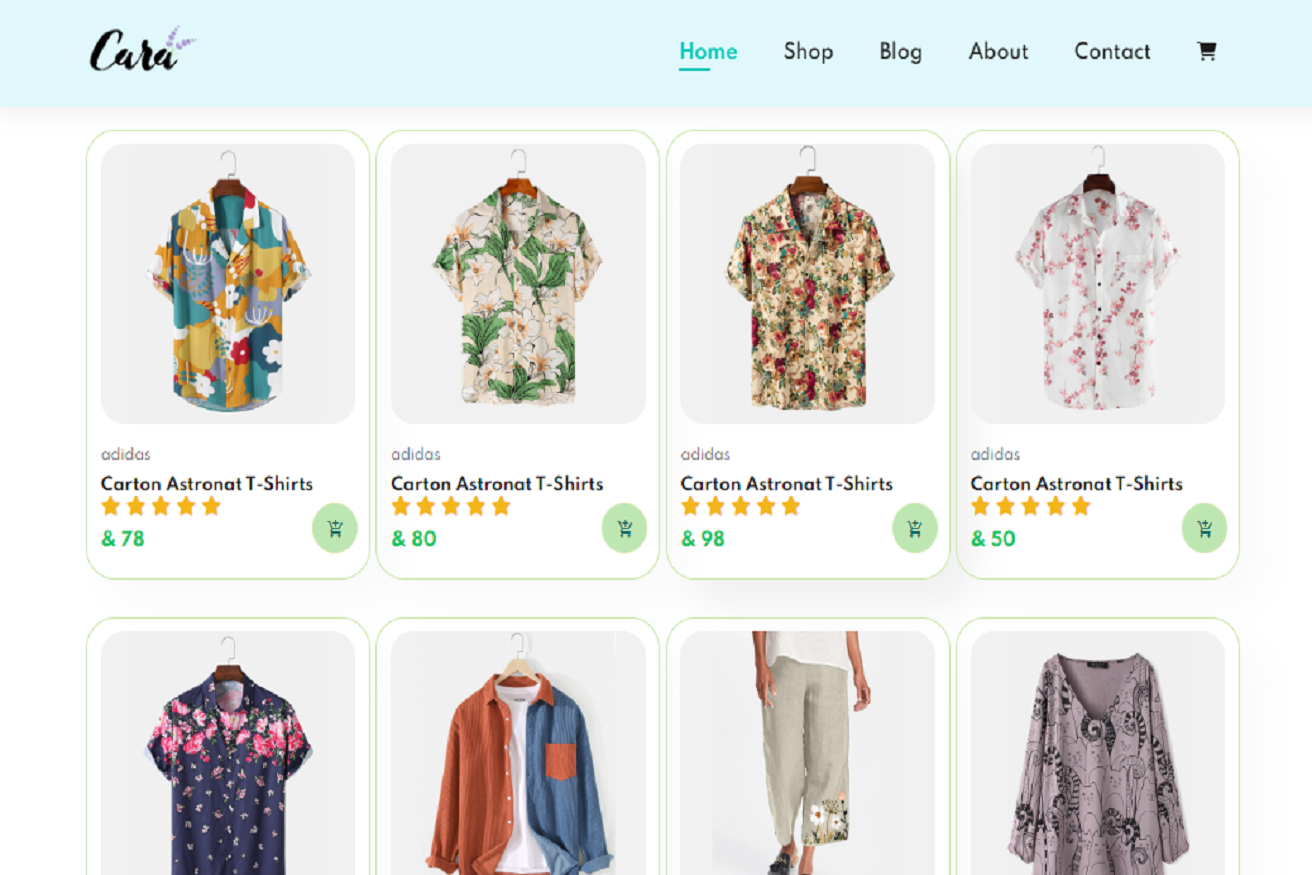 Cara
Home Shop Blog About Contact
adidas
Carton Astronat T-Shirts
& 78
adidas
Carton Astronat T-Shirts
& 80
adidas
Carton Astronat T-Shirts
& 98
adidas
Carton Astronat T-Shirts
& 50